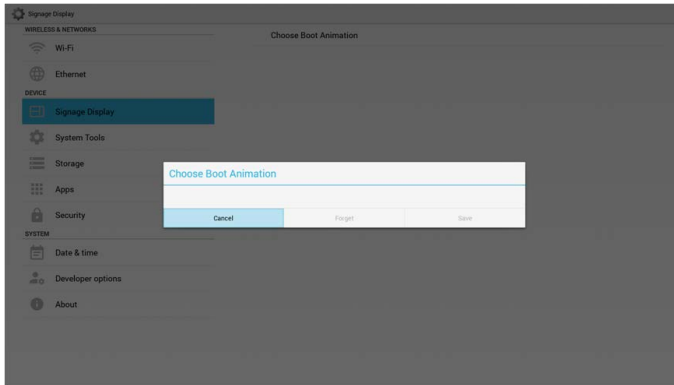 Signage Display
WIRELESS & NETWORKS
Wi-Fi
Ethernet
DEVICE
Signage Display
System Tools
Storage
Apps
Security
SYSTEM
Date & time
Developer options
About
Choose Boot Animation
Choose Boot Animation
Cancel Forget Save